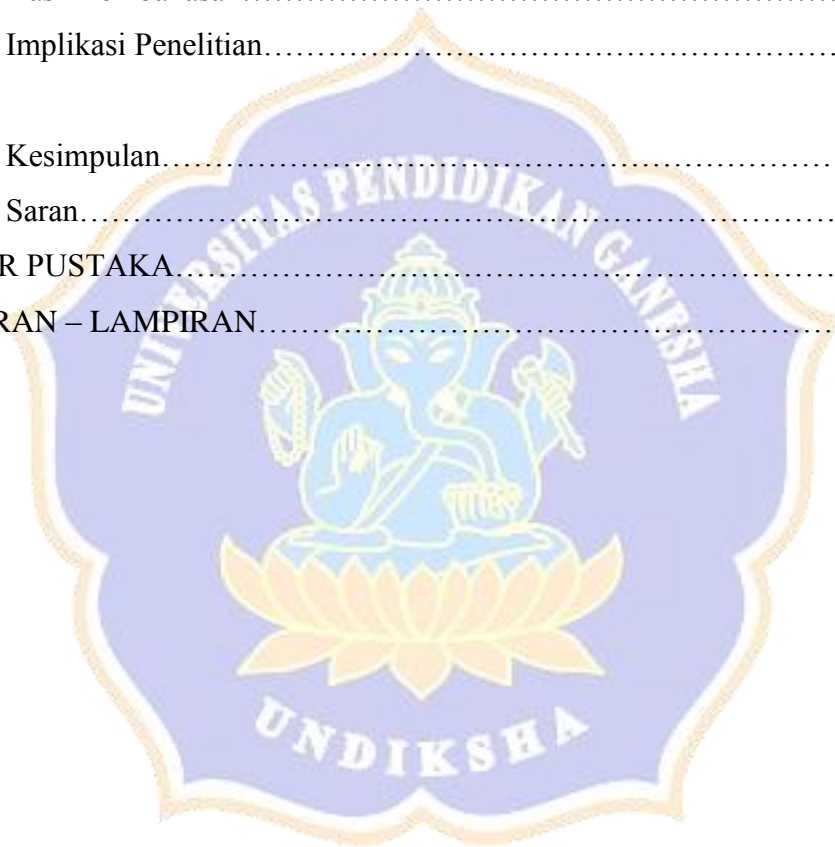 Implikasi Penelitian……………………………………………………
Kesimpulan……………………………………………………
Saran……………………………………………………………
R PUSTAKA……………………………………………………
RAN – LAMPIRAN……………………………………………………
UNIVERSITAS PENDIDIKAN GANESHA
UNDIKSHA